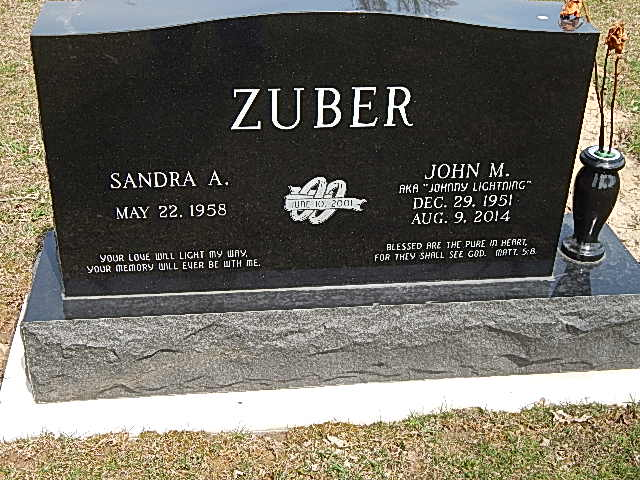 ZUBER
SANDRA A.
MAY 22, 1958
YOUR LOVE WILL LIGHT MY WAY,
YOUR MEMORY WILL EVER BE WITH ME.
JUNE 10, 2001
JOHN M.
AKA "JOHNNY LIGHTNING"
DEC. 29, 1951
AUG. 9, 2014
BLESSED ARE THE PURE IN HEART,
FOR THEY SHALL SEE GOD. MATT. 5:8